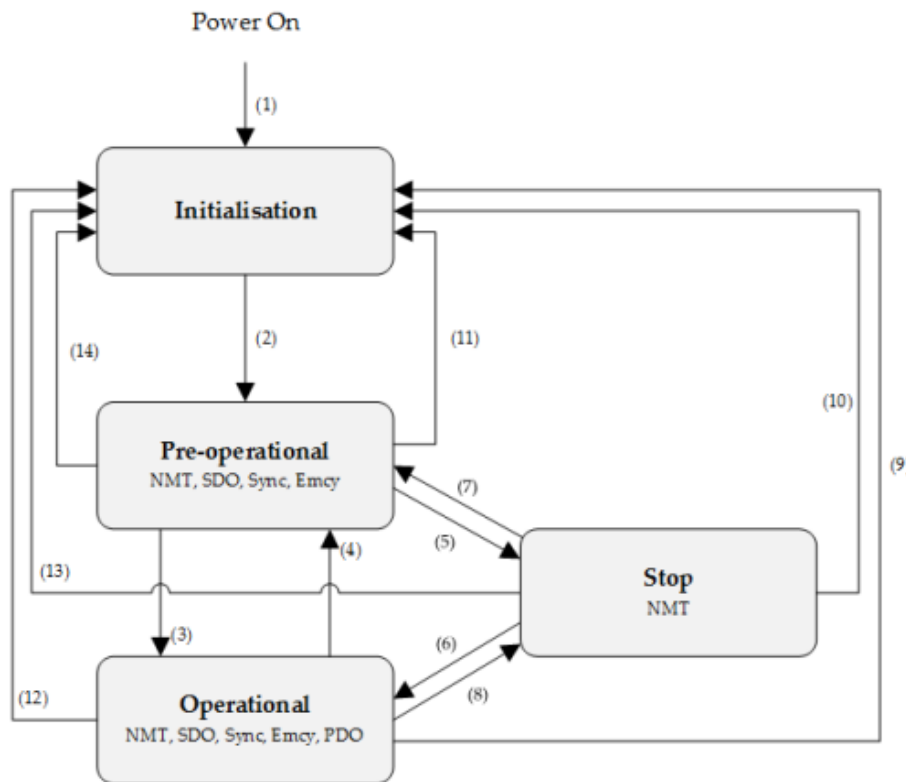 Power On
(1)
Initialisation
(2)
(11)
(14)
(10)
Pre-operational
NMT, SDO, Sync, Emcy
(9
(7)
(5)
(4)
(13)
Stop
NMT
(3)
(6)
(8)
(12)
Operational
NMT, SDO, Sync, Emcy, PDO